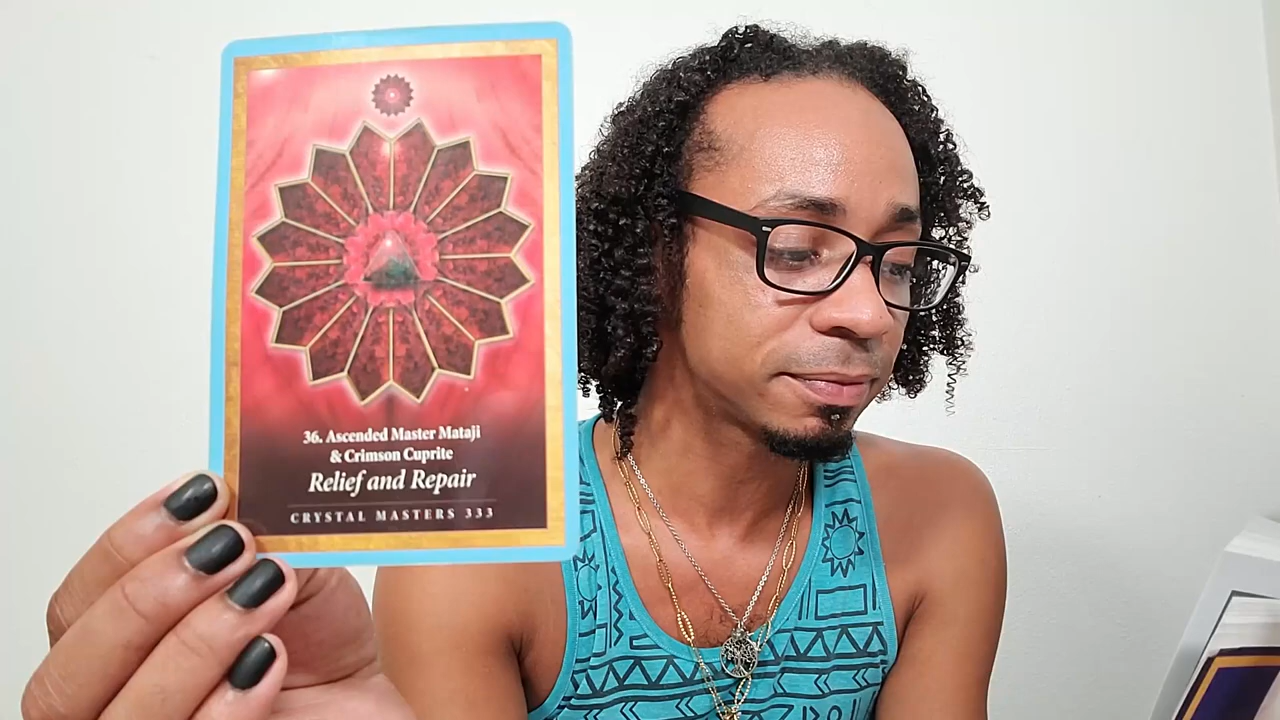 36. Ascended Master Mataji
& Crimson Cuprite
Relief and Repair
CRYSTAL MASTERS 333